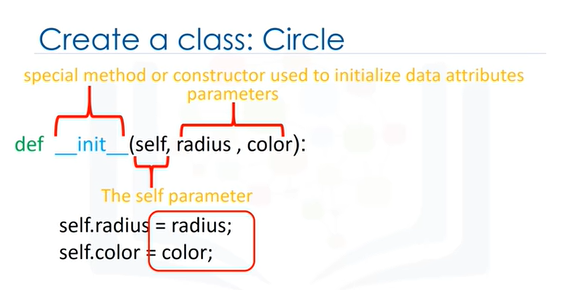 Create a class: Circle
special method or constructor used to initialize data attributes
parameters
def __init__(self, radius , color):
The self parameter
self.radius = radius;
self.color = color;